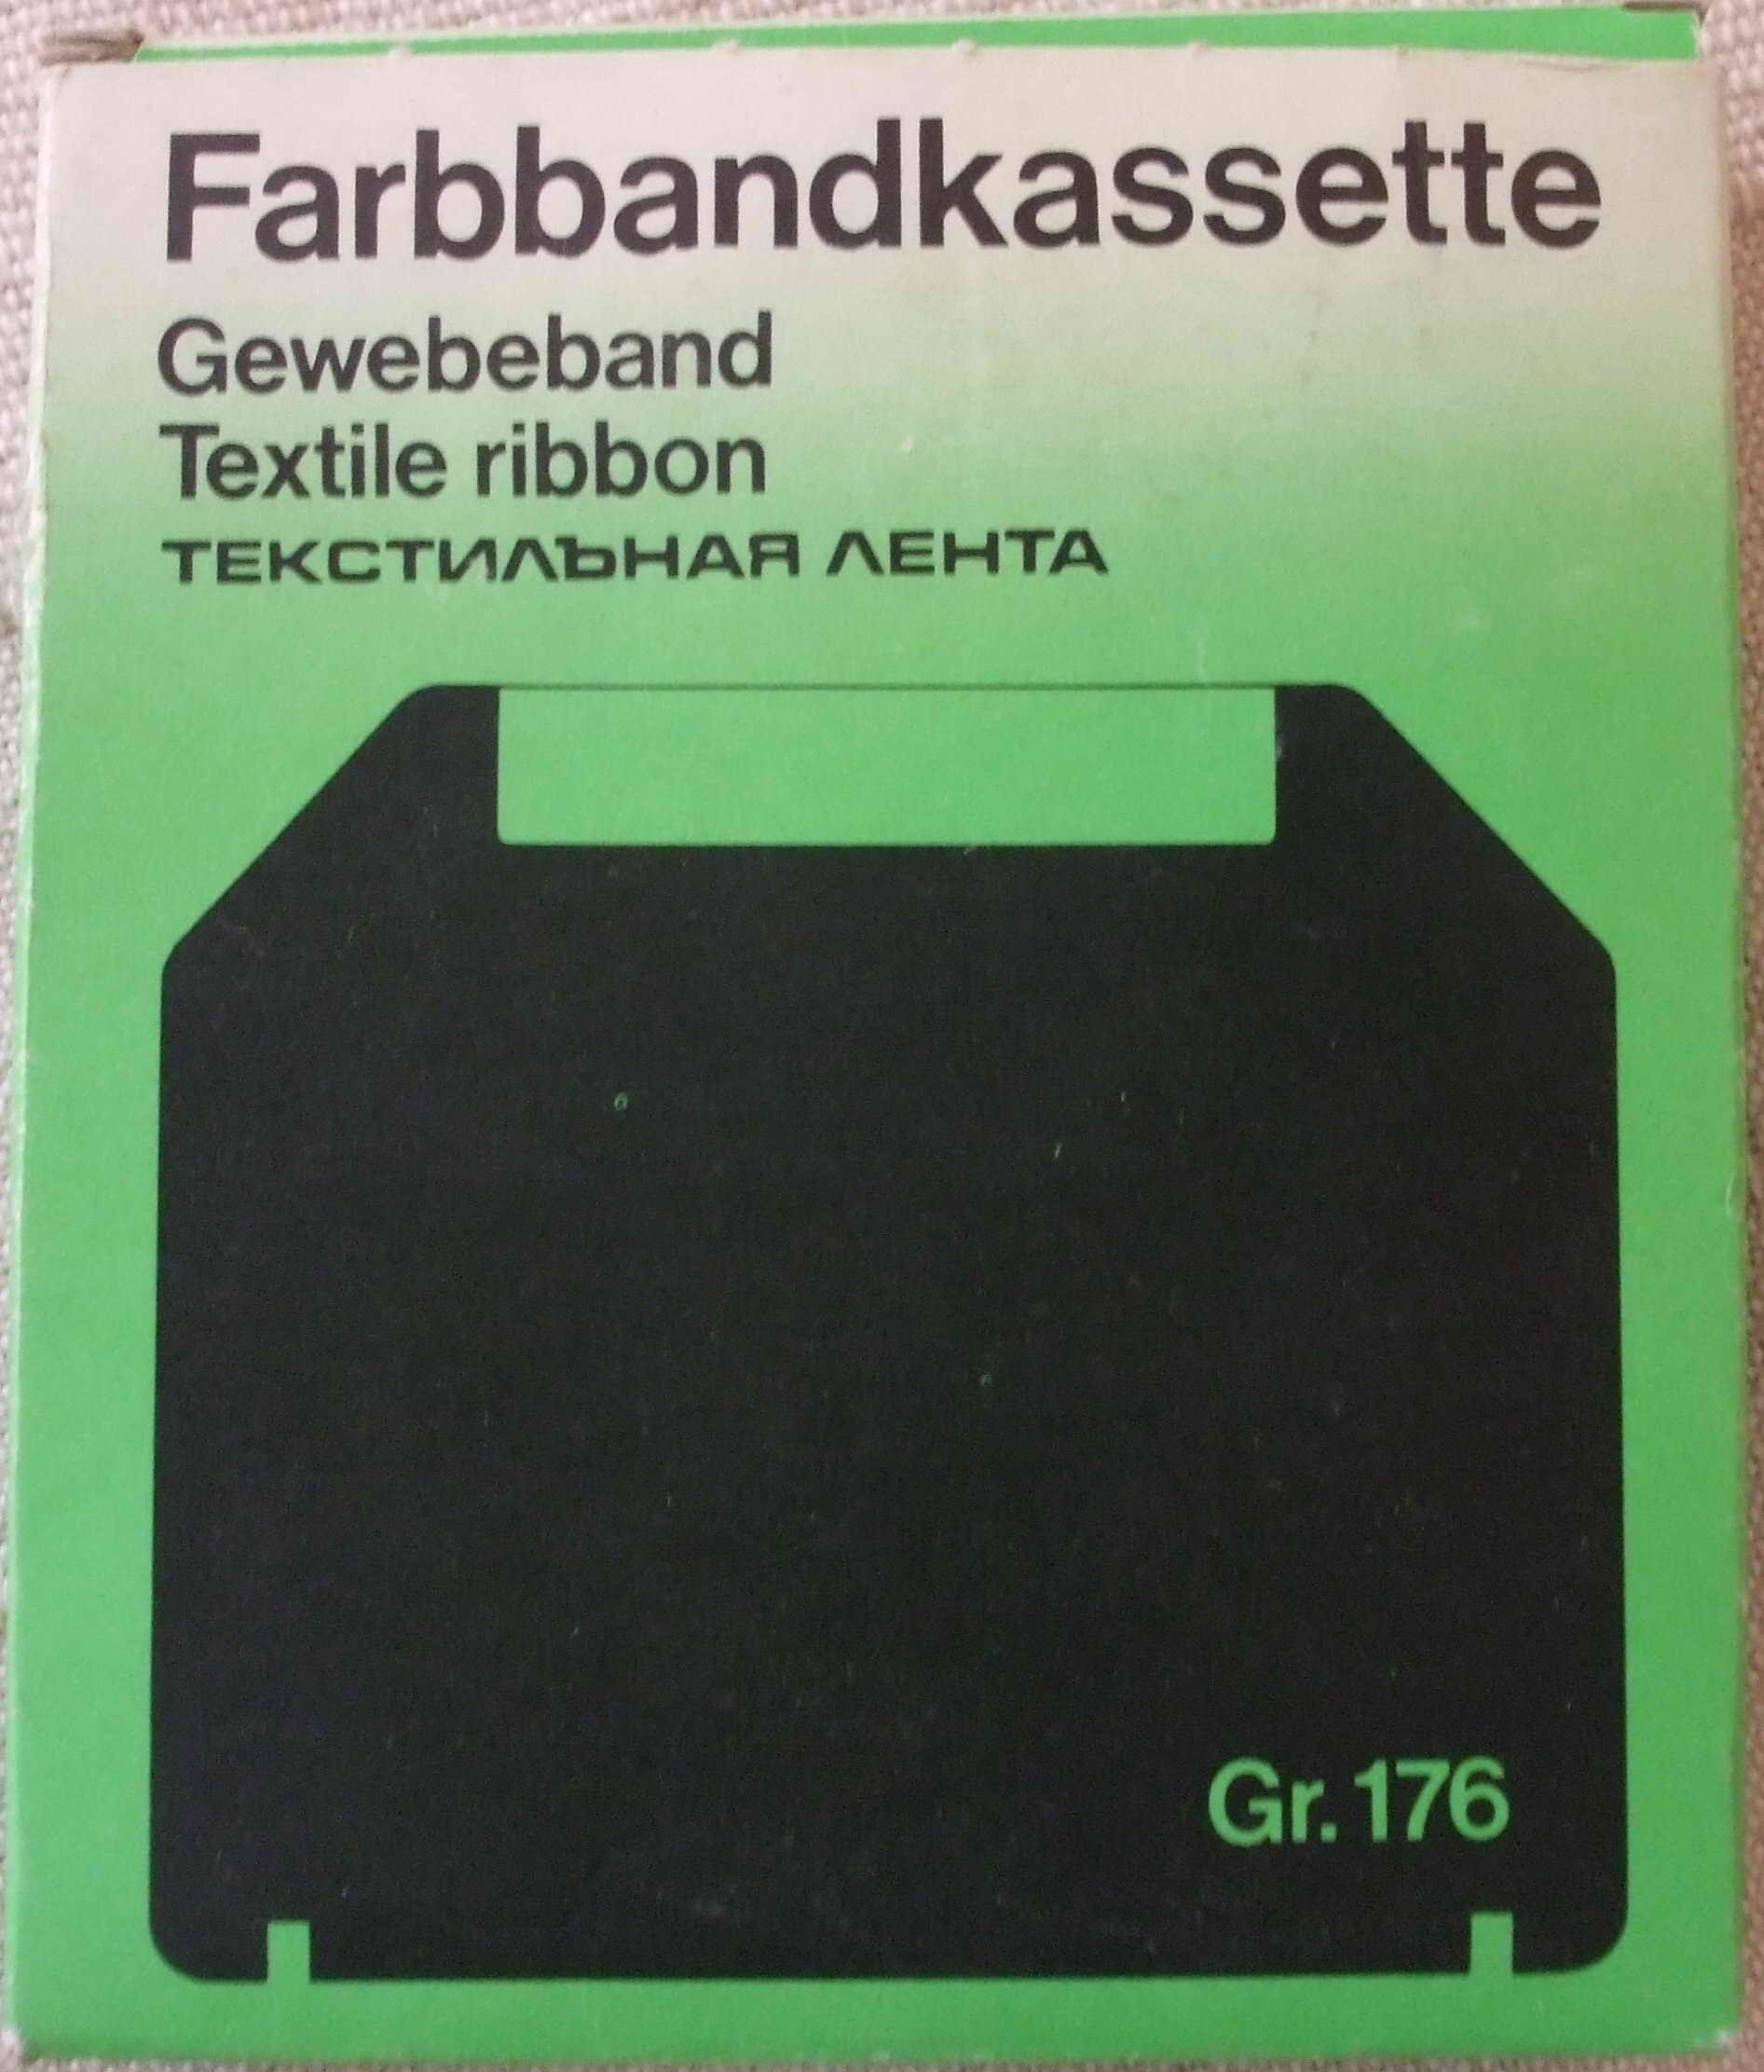 Farbbandkassette
Gewebeband
Textile ribbon
ТЕКСТИЛЪНАЯ ЛЕНТА
Gr. 176